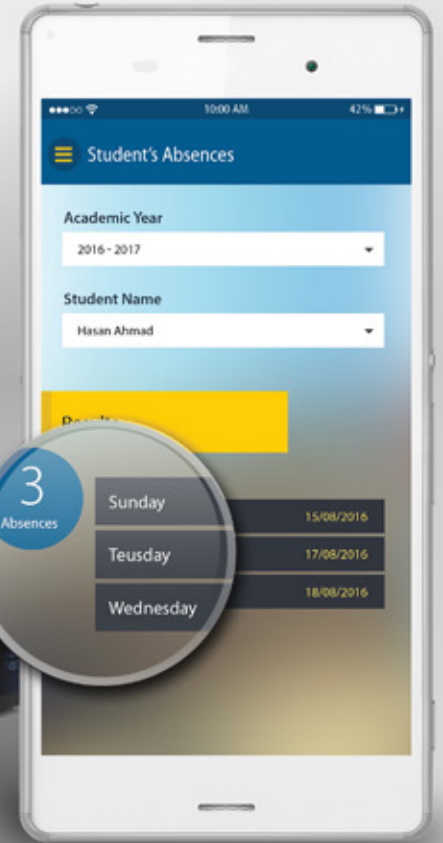 10:00 AM 42%
Student's Absences
Academic Year
2016 - 2017
Student Name
Hasan Ahmad
Results
3
Absences
Sunday 15/08/2016
Teusday 17/08/2016
Wednesday 18/08/2016